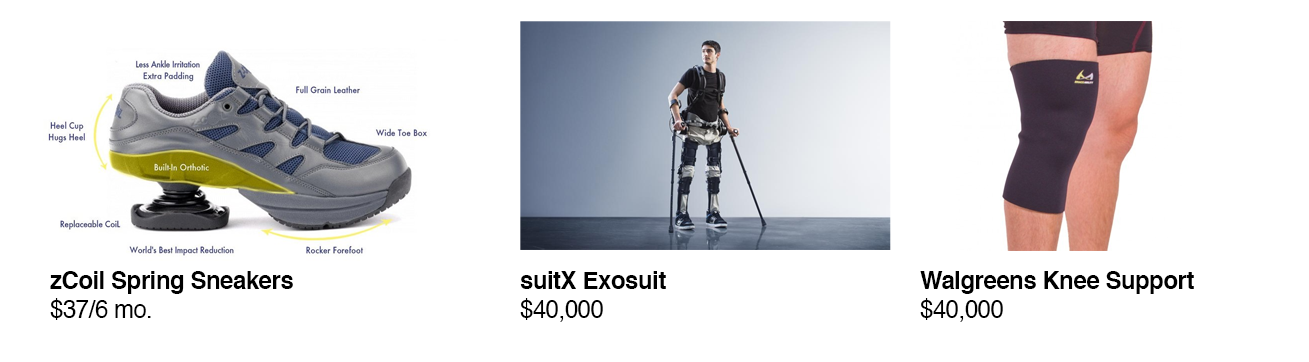 Less Ankle Irritation
Extra Padding
Full Grain Leather
Heel Cup
Hugs Heel
Wide Toe Box
Built-In Orthotic
Replaceable Coil
World's Best Impact Reduction
Rocker Forefoot
zCoil Spring Sneakers
$37/6 mo.
suitX Exosuit
$40,000
Walgreens Knee Support
$40,000